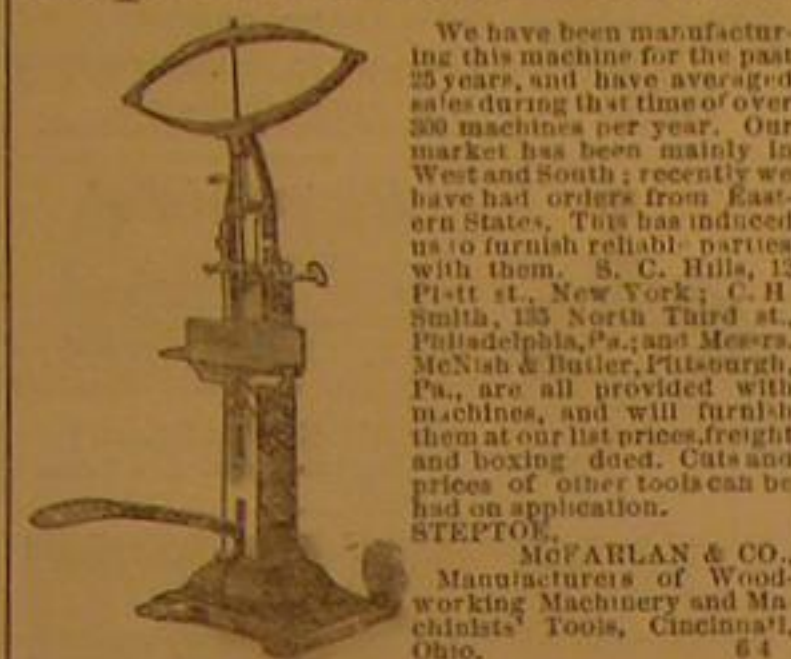 We have been manufactur-
ing this machine for the past
25 years, and have averaged
sales during that time of over
300 machines per year. Our
market has been mainly in
West and South; recently we
have had orders from East-
ern States. This has induced
us to furnish reliable parties
with them. S. C. Hills, 12
Platt st., New York; C. H
Smith, 135 North Third st.,
Philadelphia, Pa.; and Messrs.
McNish & Butler, Pittsburgh,
Pa., are all provided with
machines, and will furnish
them at our list prices, freight
and boxing dded. Cuts and
prices of other tools can be
had on application.
STEPTOE,
McFARLAN & CO.,
Manufacturers of Wood-
working Machinery and Ma
chinists' Tools, Cincinna'i,
Ohio. 6 4